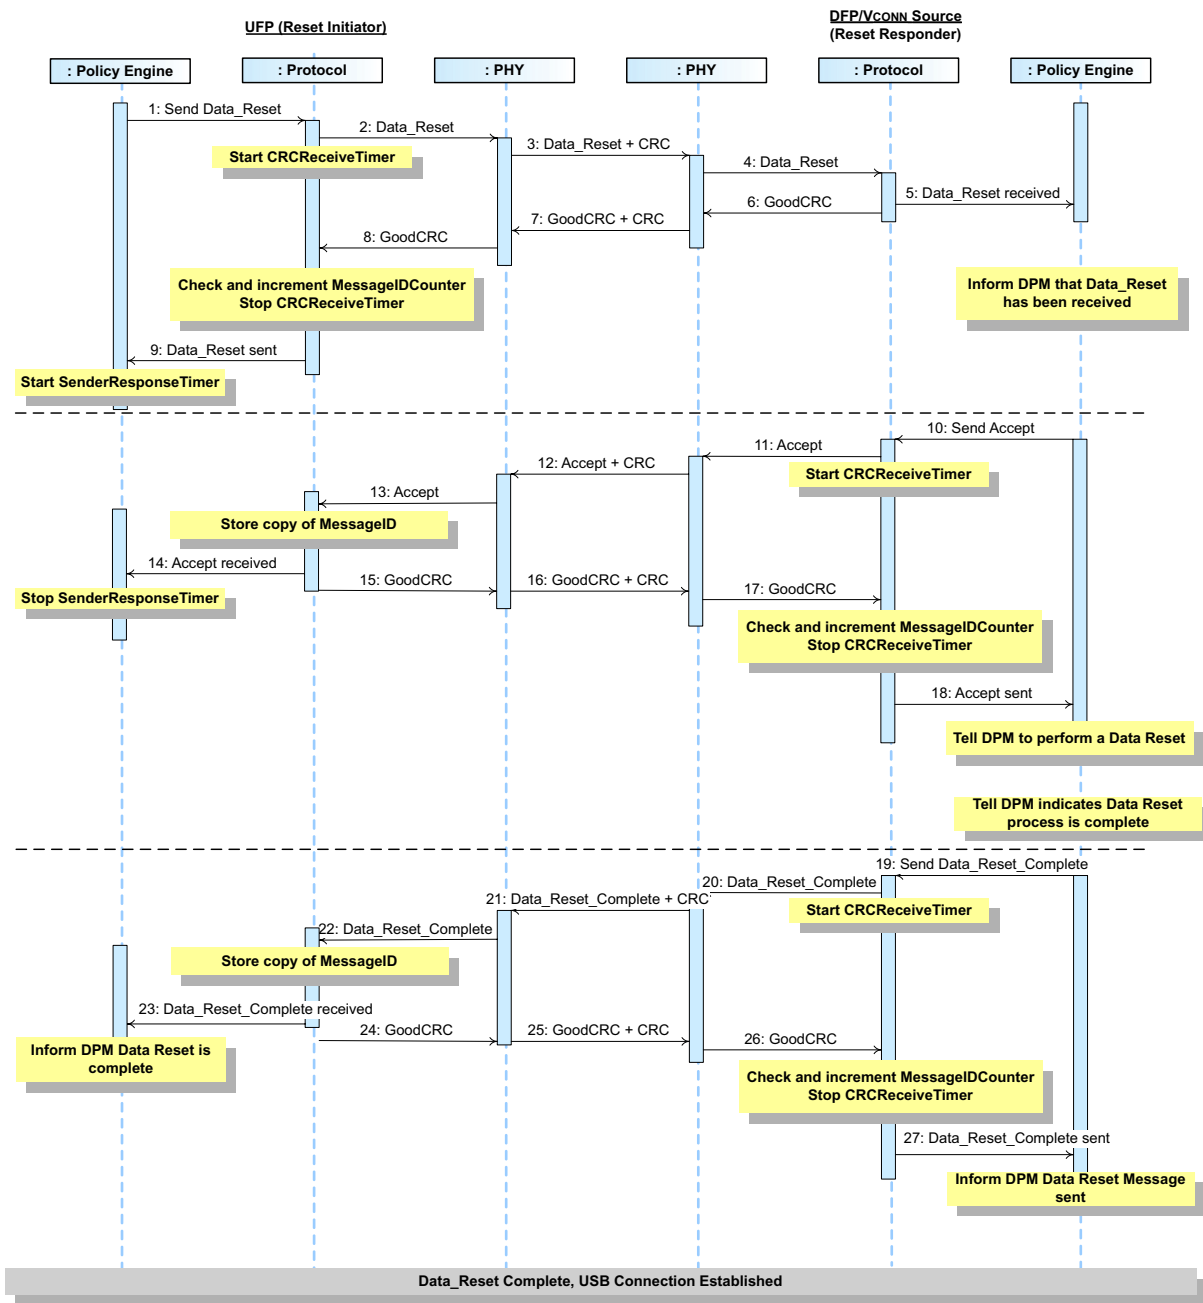 UFP (Reset Initiator)
DFP/VCONN Source
(Reset Responder)
: Policy Engine
: Protocol
: PHY
: PHY
: Protocol
: Policy Engine
1: Send Data_Reset
2: Data_Reset
Start CRCReceiveTimer
3: Data_Reset + CRC
4: Data_Reset
5: Data_Reset received
6: GoodCRC
7: GoodCRC + CRC
8: GoodCRC
Check and increment MessageIDCounter
Stop CRCReceiveTimer
Inform DPM that Data_Reset
has been received
9: Data_Reset sent
Start SenderResponseTimer
10: Send Accept
11: Accept
Start CRCReceiveTimer
12: Accept + CRC
13: Accept
Store copy of MessageID
14: Accept received
Stop SenderResponseTimer
15: GoodCRC
16: GoodCRC + CRC
17: GoodCRC
Check and increment MessageIDCounter
Stop CRCReceiveTimer
18: Accept sent
Tell DPM to perform a Data Reset
Tell DPM indicates Data Reset
process is complete
19: Send Data_Reset_Complete
20: Data_Reset_Complete
Start CRCReceiveTimer
21: Data_Reset_Complete + CRC
22: Data_Reset_Complete
Store copy of MessageID
23: Data_Reset_Complete received
Inform DPM Data Reset is
complete
24: GoodCRC
25: GoodCRC + CRC
26: GoodCRC
Check and increment MessageIDCounter
Stop CRCReceiveTimer
27: Data_Reset_Complete sent
Inform DPM Data Reset Message
sent
Data_Reset Complete, USB Connection Established